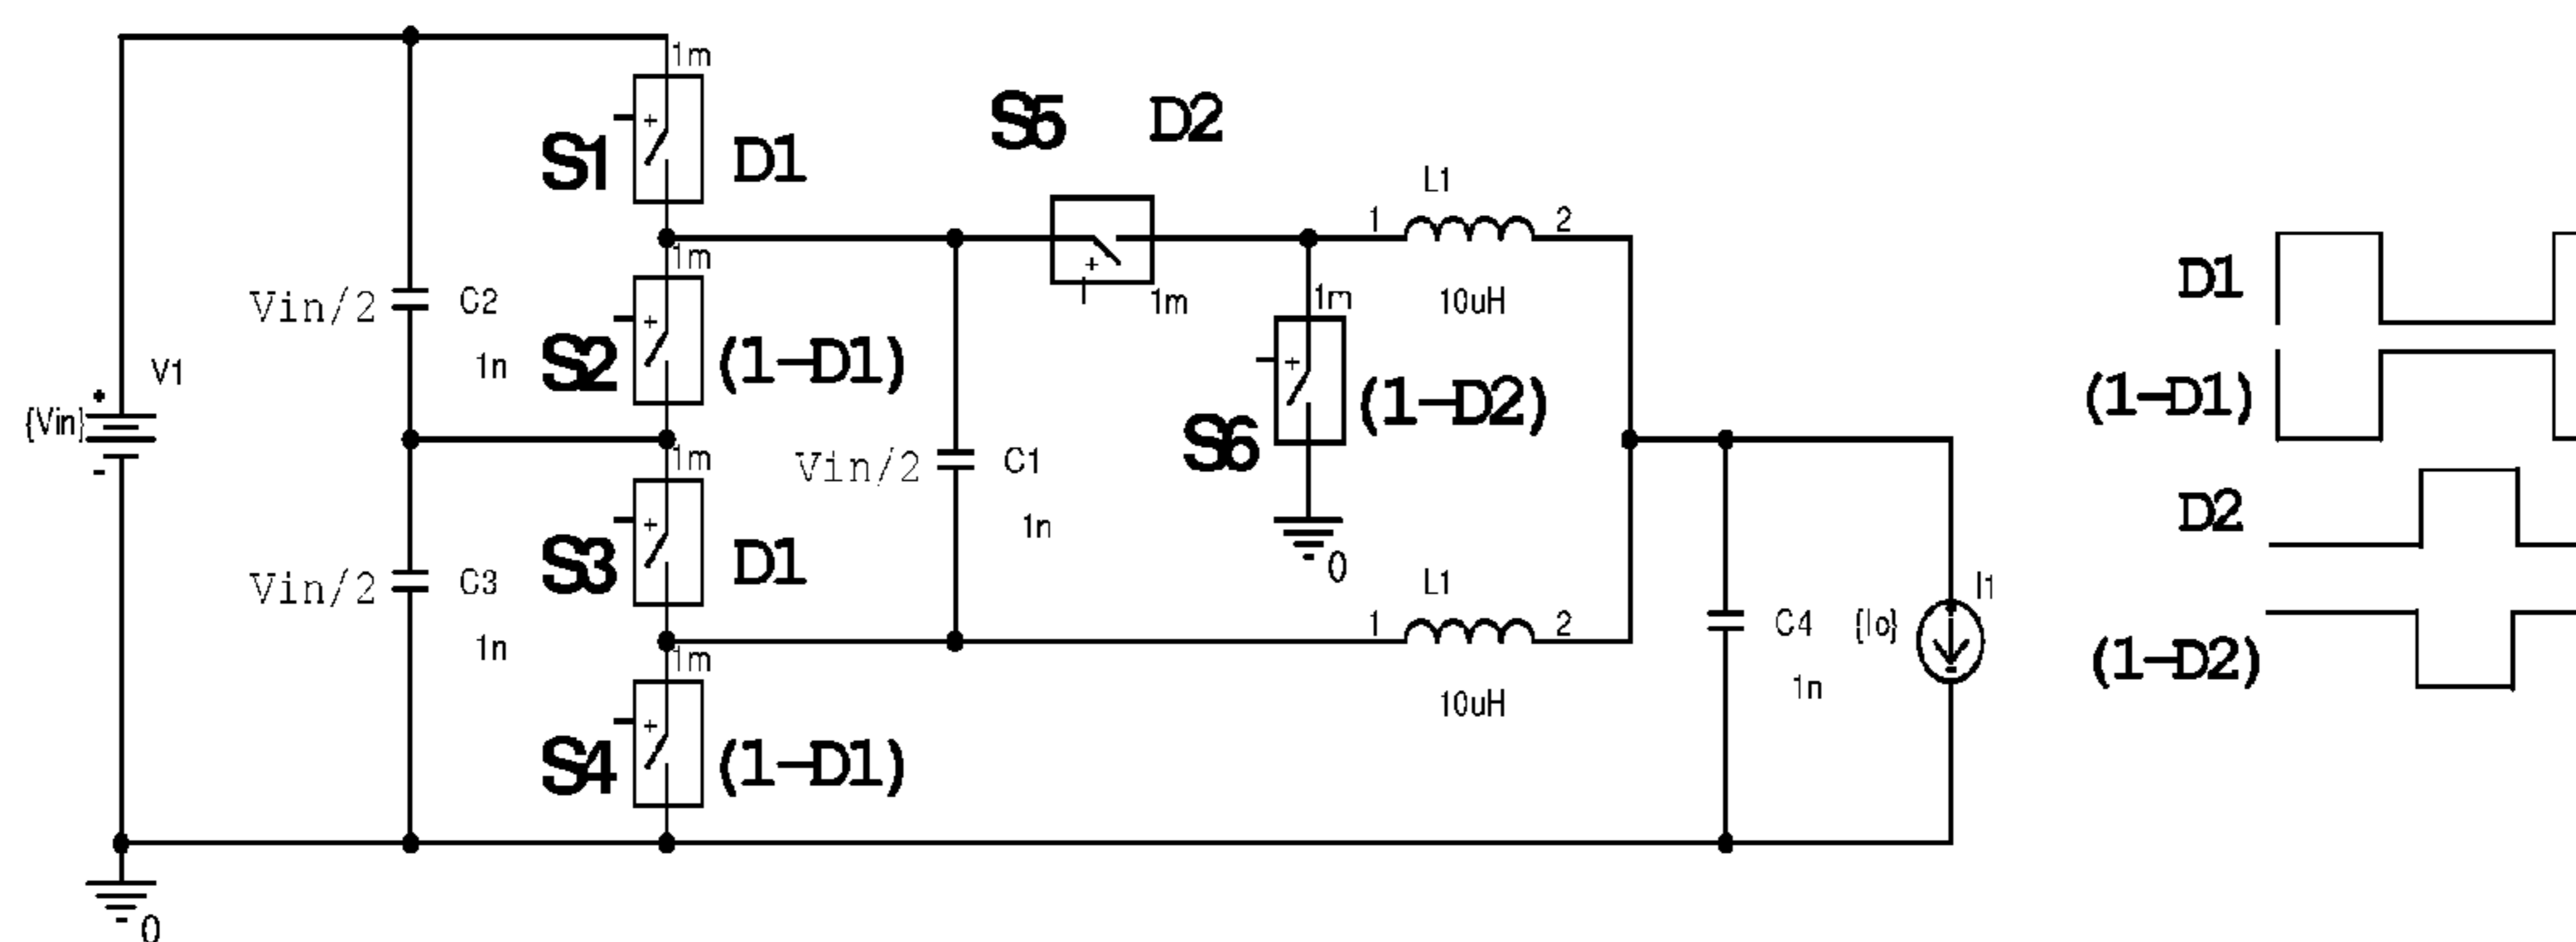 1m
S1
D1
S5
D2
L1
1
2
10uH
1m
1m
Vin/2
C2
1n
S2
(1-D1)
1m
S6
(1-D2)
0
V1
{Vin}
1m
Vin/2
C1
1n
S3
D1
Vin/2
C3
1n
1m
L1
1
2
10uH
C4
1n
I1
{Io}
S4
(1-D1)
0
D1
(1-D1)
D2
(1-D2)